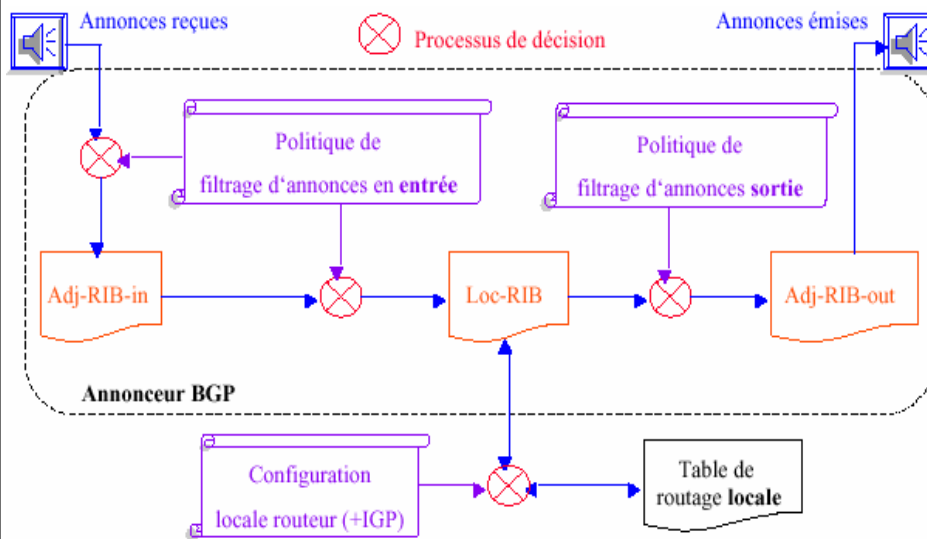 Annonces reçues
Processus de décision
Annonces émises
Politique de
filtrage d‘annonces en entrée
Politique de
filtrage d‘annonces sortie
Adj-RIB-in
Loc-RIB
Adj-RIB-out
Annonceur BGP
Configuration
locale routeur (+IGP)
Table de
routage locale